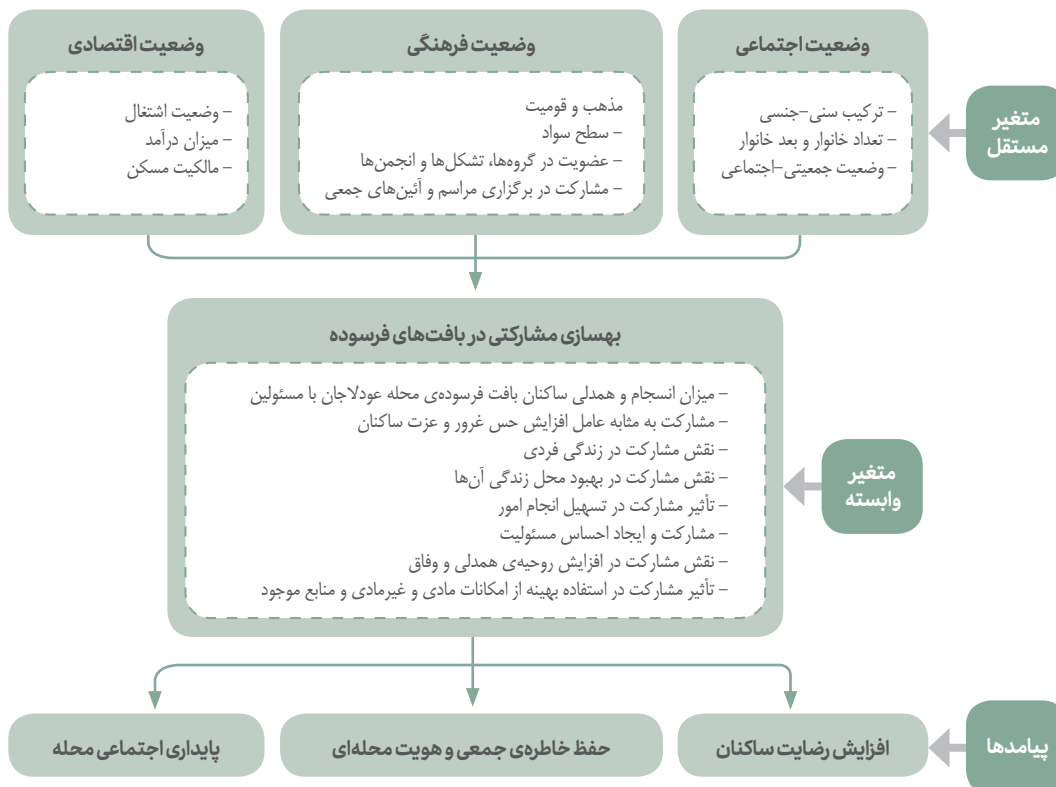 متغیر
مستقل
وضعیت اجتماعی
– ترکیب سنی–جنسی
– تعداد خانوار و بعد خانوار
– وضعیت جمعیتی–اجتماعی
وضعیت فرهنگی
مذهب و قومیت
– سطح سواد
– عضویت در گروه‌ها، تشکل‌ها و انجمن‌ها
– مشارکت در برگزاری مراسم و آئین‌های جمعی
وضعیت اقتصادی
– وضعیت اشتغال
– میزان درآمد
– مالکیت مسکن
متغیر
وابسته
بهسازی مشارکتی در بافت‌های فرسوده
– میزان انسجام و همدلی ساکنان بافت فرسوده‌ی محله عودلاجان با مسئولین
– مشارکت به مثابه عامل افزایش حس غرور و عزت ساکنان
– نقش مشارکت در زندگی فردی
– نقش مشارکت در بهبود محل زندگی آن‌ها
– تأثیر مشارکت در تسهیل انجام امور
– مشارکت و ایجاد احساس مسئولیت
– نقش مشارکت در افزایش روحیه‌ی همدلی و وفاق
– تأثیر مشارکت در استفاده بهینه از امکانات مادی و غیرمادی و منابع موجود
پیامدها
افزایش رضایت ساکنان
حفظ خاطره‌ی جمعی و هویت محله‌ای
پایداری اجتماعی محله